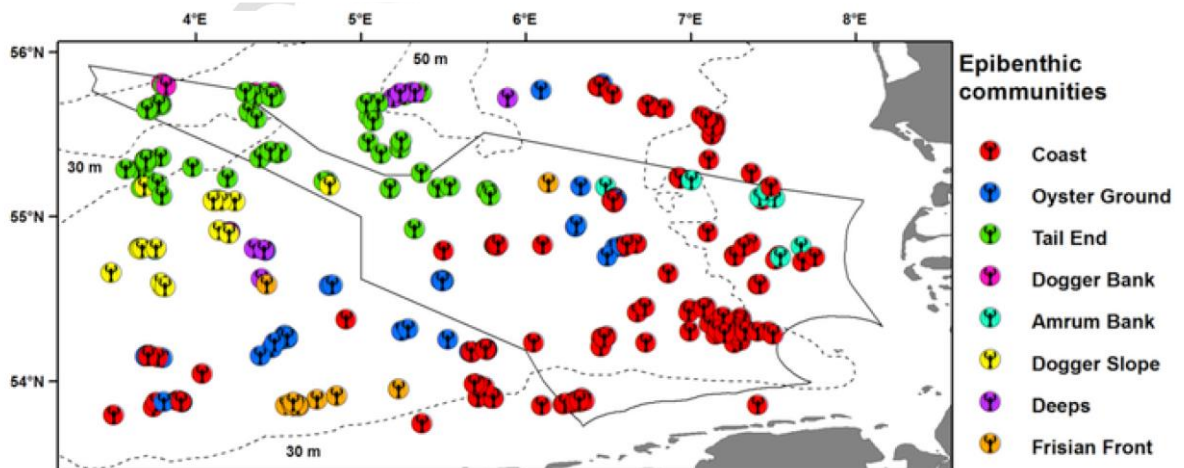 4°E 5°E 6°E 7°E 8°E
56°N
50 m
Epibenthic
communities
Coast
30 m
Oyster Ground
55°N
Tail End
Dogger Bank
Amrum Bank
Dogger Slope
54°N
Deeps
Frisian Front
30 m